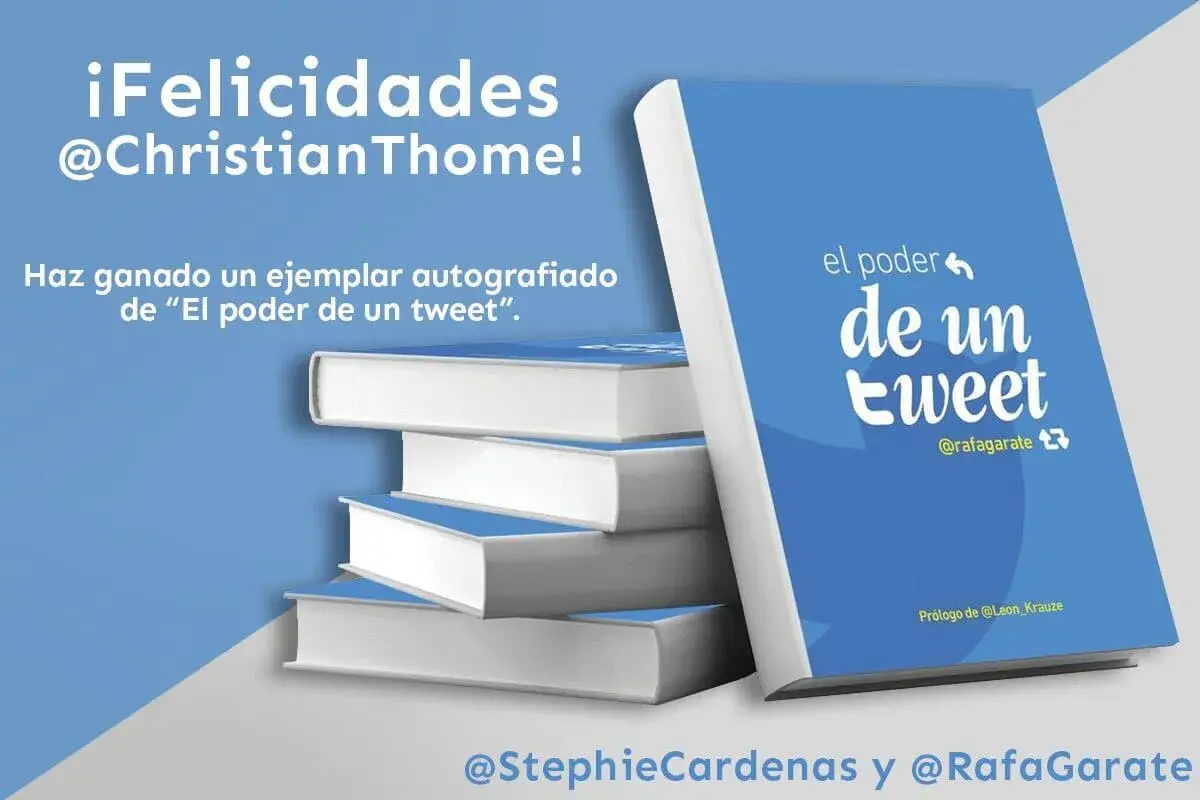 ¡Felicidades
@ChristianThome!
Haz ganado un ejemplar autografiado
de “El poder de un tweet”.
el poder
de un
tweet
@rafagarate
Prólogo de @Leon_Krauze
@StephieCardenas y @RafaGarate